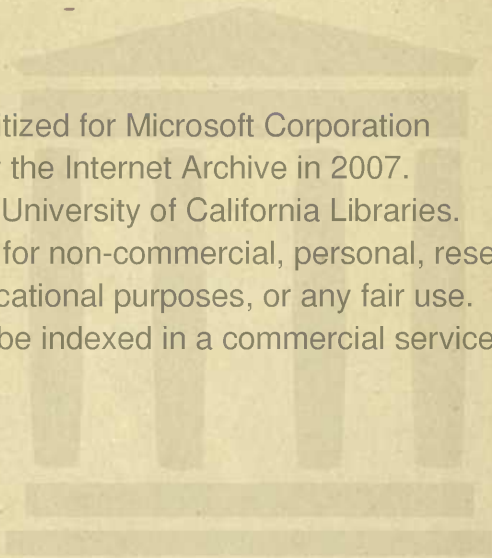 itized for Microsoft Corporation
the Internet Archive in 2007.
University of California Libraries.
for non-commercial, personal, rese
cational purposes, or any fair use.
be indexed in a commercial service